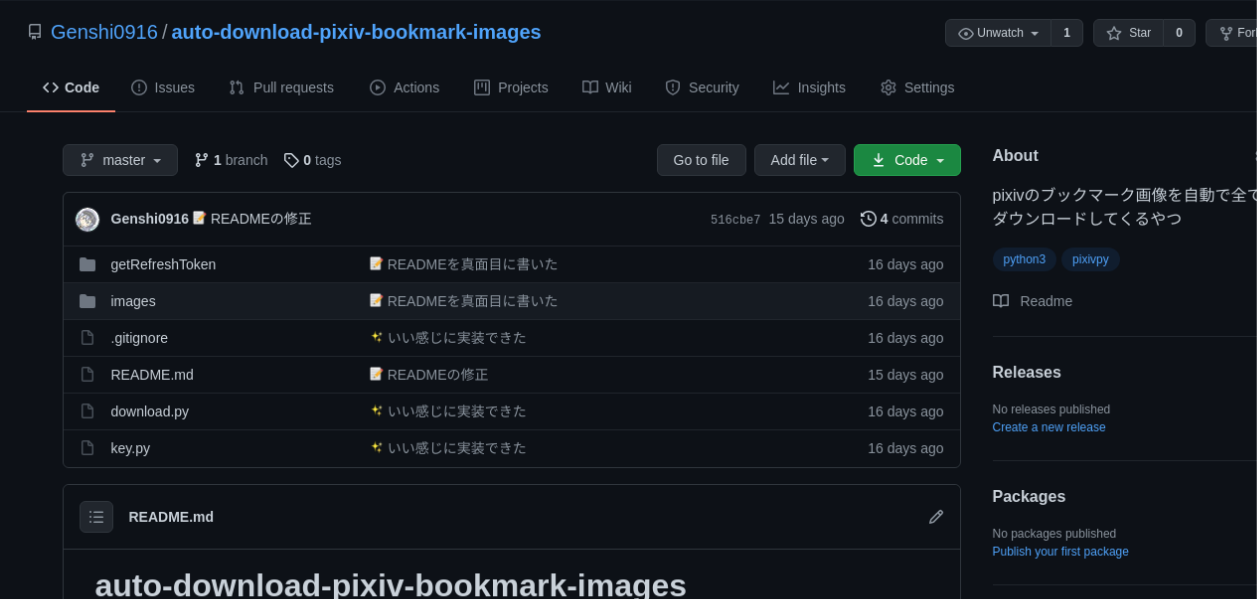 Genshi0916 / auto-download-pixiv-bookmark-images
Unwatch 1 Star 0
Code Issues Pull requests Actions Projects Wiki Security Insights Settings
master 1 branch 0 tags Go to file Add file Code
Genshi0916 📝 READMEの修正 516cbe7 15 days ago 4 commits
getRefreshToken 📝 READMEを真面目に書いた 16 days ago
images 📝 READMEを真面目に書いた 16 days ago
.gitignore ✨ いい感じに実装できた 16 days ago
README.md 📝 READMEの修正 15 days ago
download.py ✨ いい感じに実装できた 16 days ago
key.py ✨ いい感じに実装できた 16 days ago
README.md
auto-download-pixiv-bookmark-images
About
pixivのブックマーク画像を自動で全て
ダウンロードしてくるやつ
python3 pixivpy
Readme
Releases
No releases published
Create a new release
Packages
No packages published
Publish your first package